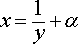 x = 1/y + α